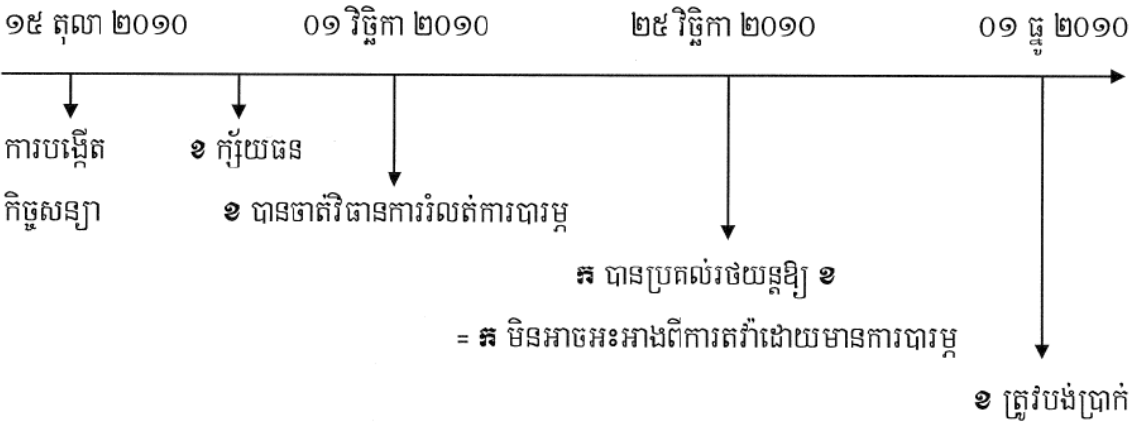 ១៥ តុលា ២០១០ ០១ វិច្ឆិកា ២០១០ ២៥ វិច្ឆិកា ២០១០ ០១ ធ្នូ ២០១០
ការបង្កើត ខ ក្ស័យធន
កិច្ចសន្យា ខ បានចាត់វិធានការរំលត់ការបារម្ភ
ក បានប្រគល់រថយន្តឱ្យ ខ
= ក មិនអាចអះអាងពីការតវ៉ាដោយមានការបារម្ភ
ខ ត្រូវបង់ប្រាក់